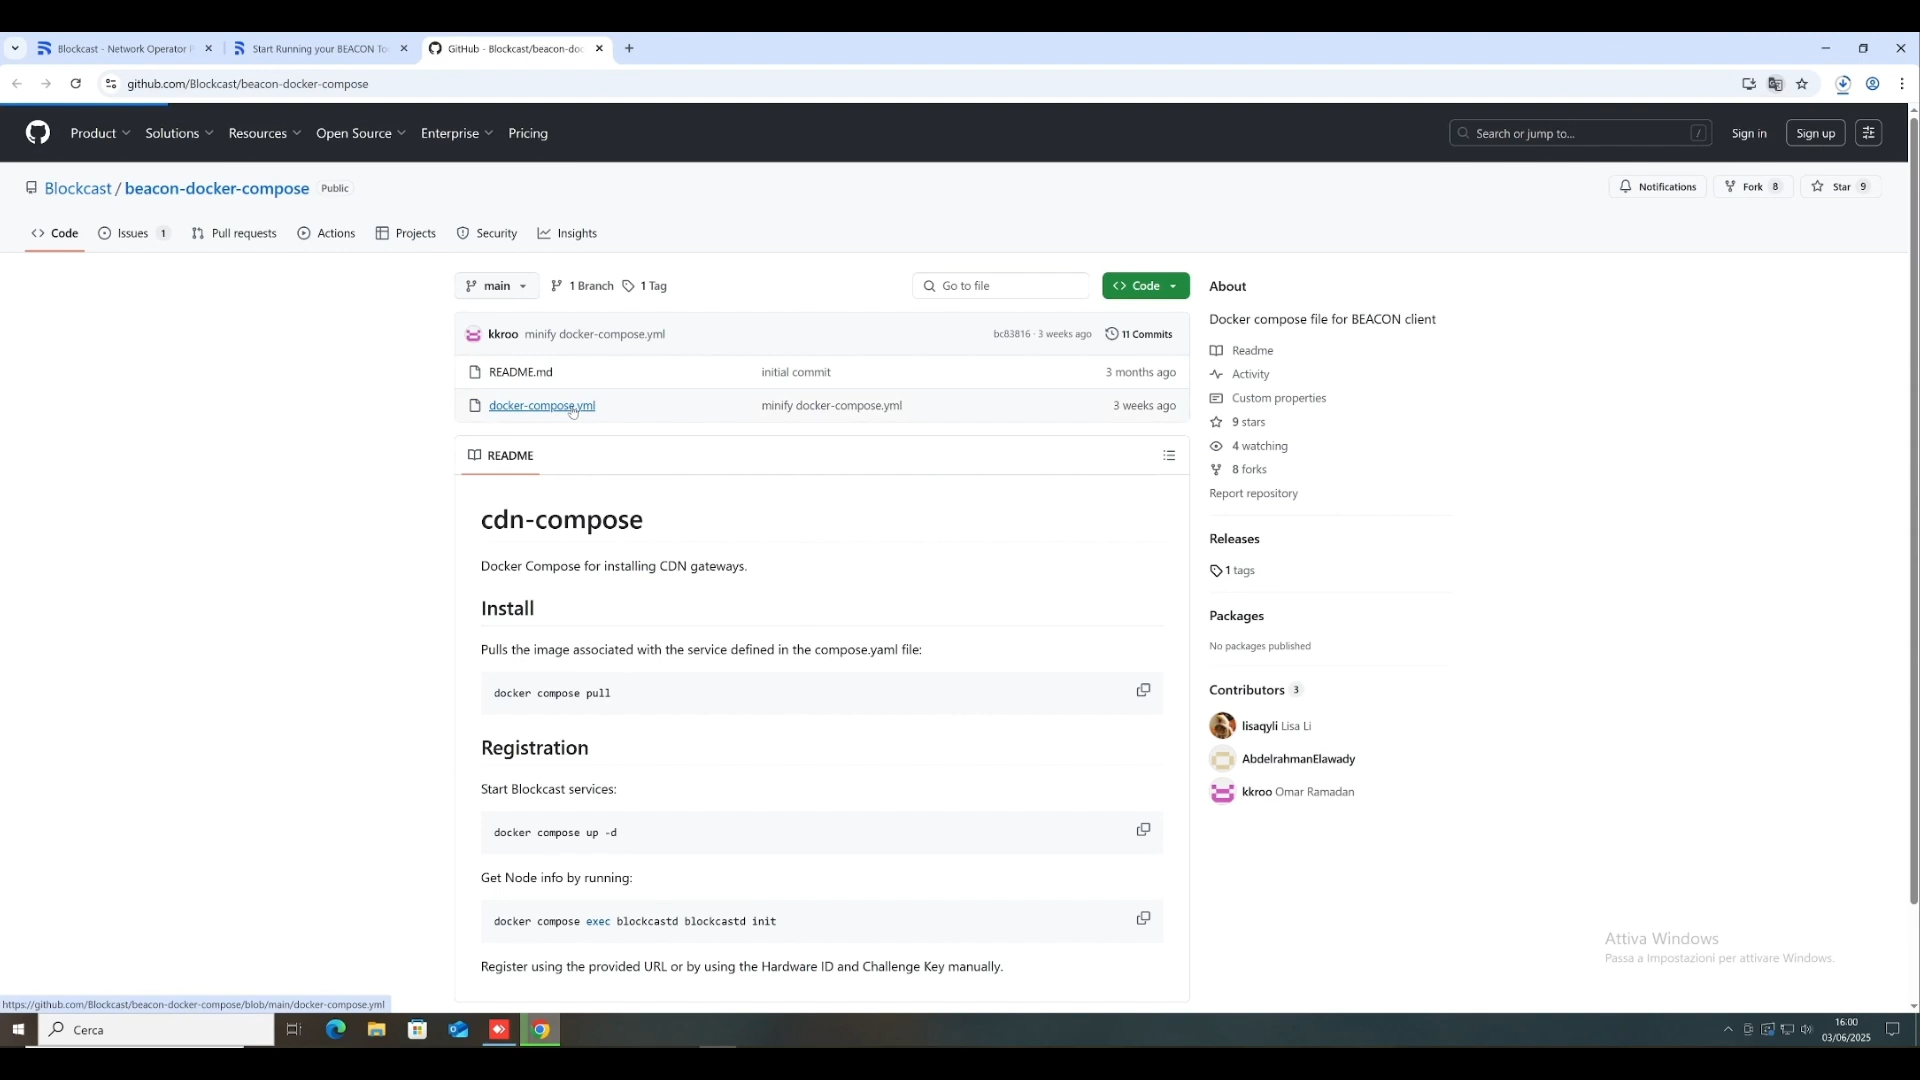 Blockcast - Network Operator
Start Running your BEACON To
GitHub - Blockcast/beacon-doc
github.com/Blockcast/beacon-docker-compose
Product
Solutions
Resources
Open Source
Enterprise
Pricing
Search or jump to...
/
Sign in
Sign up
Blockcast / beacon-docker-compose
Public
Notifications
Fork 8
Star 9
Code
Issues 1
Pull requests
Actions
Projects
Security
Insights
main
1 Branch
1 Tag
Go to file
Code
kkroo minify docker-compose.yml
bc83816 · 3 weeks ago
11 Commits
README.md
initial commit
3 months ago
docker-compose.yml
minify docker-compose.yml
3 weeks ago
README
cdn-compose
Docker Compose for installing CDN gateways.
Install
Pulls the image associated with the service defined in the compose.yaml file:
docker compose pull
Registration
Start Blockcast services:
docker compose up -d
Get Node info by running:
docker compose exec blockcastd blockcastd init
Register using the provided URL or by using the Hardware ID and Challenge Key manually.
About
Docker compose file for BEACON client
Readme
Activity
Custom properties
9 stars
4 watching
8 forks
Report repository
Releases
1 tags
Packages
No packages published
Contributors 3
lisaqyli Lisa Li
AbdelrahmanElawady
kkroo Omar Ramadan
Attiva Windows
Passa a Impostazioni per attivare Windows.
https://github.com/Blockcast/beacon-docker-compose/blob/main/docker-compose.yml
Cerca
16:00
03/06/2025